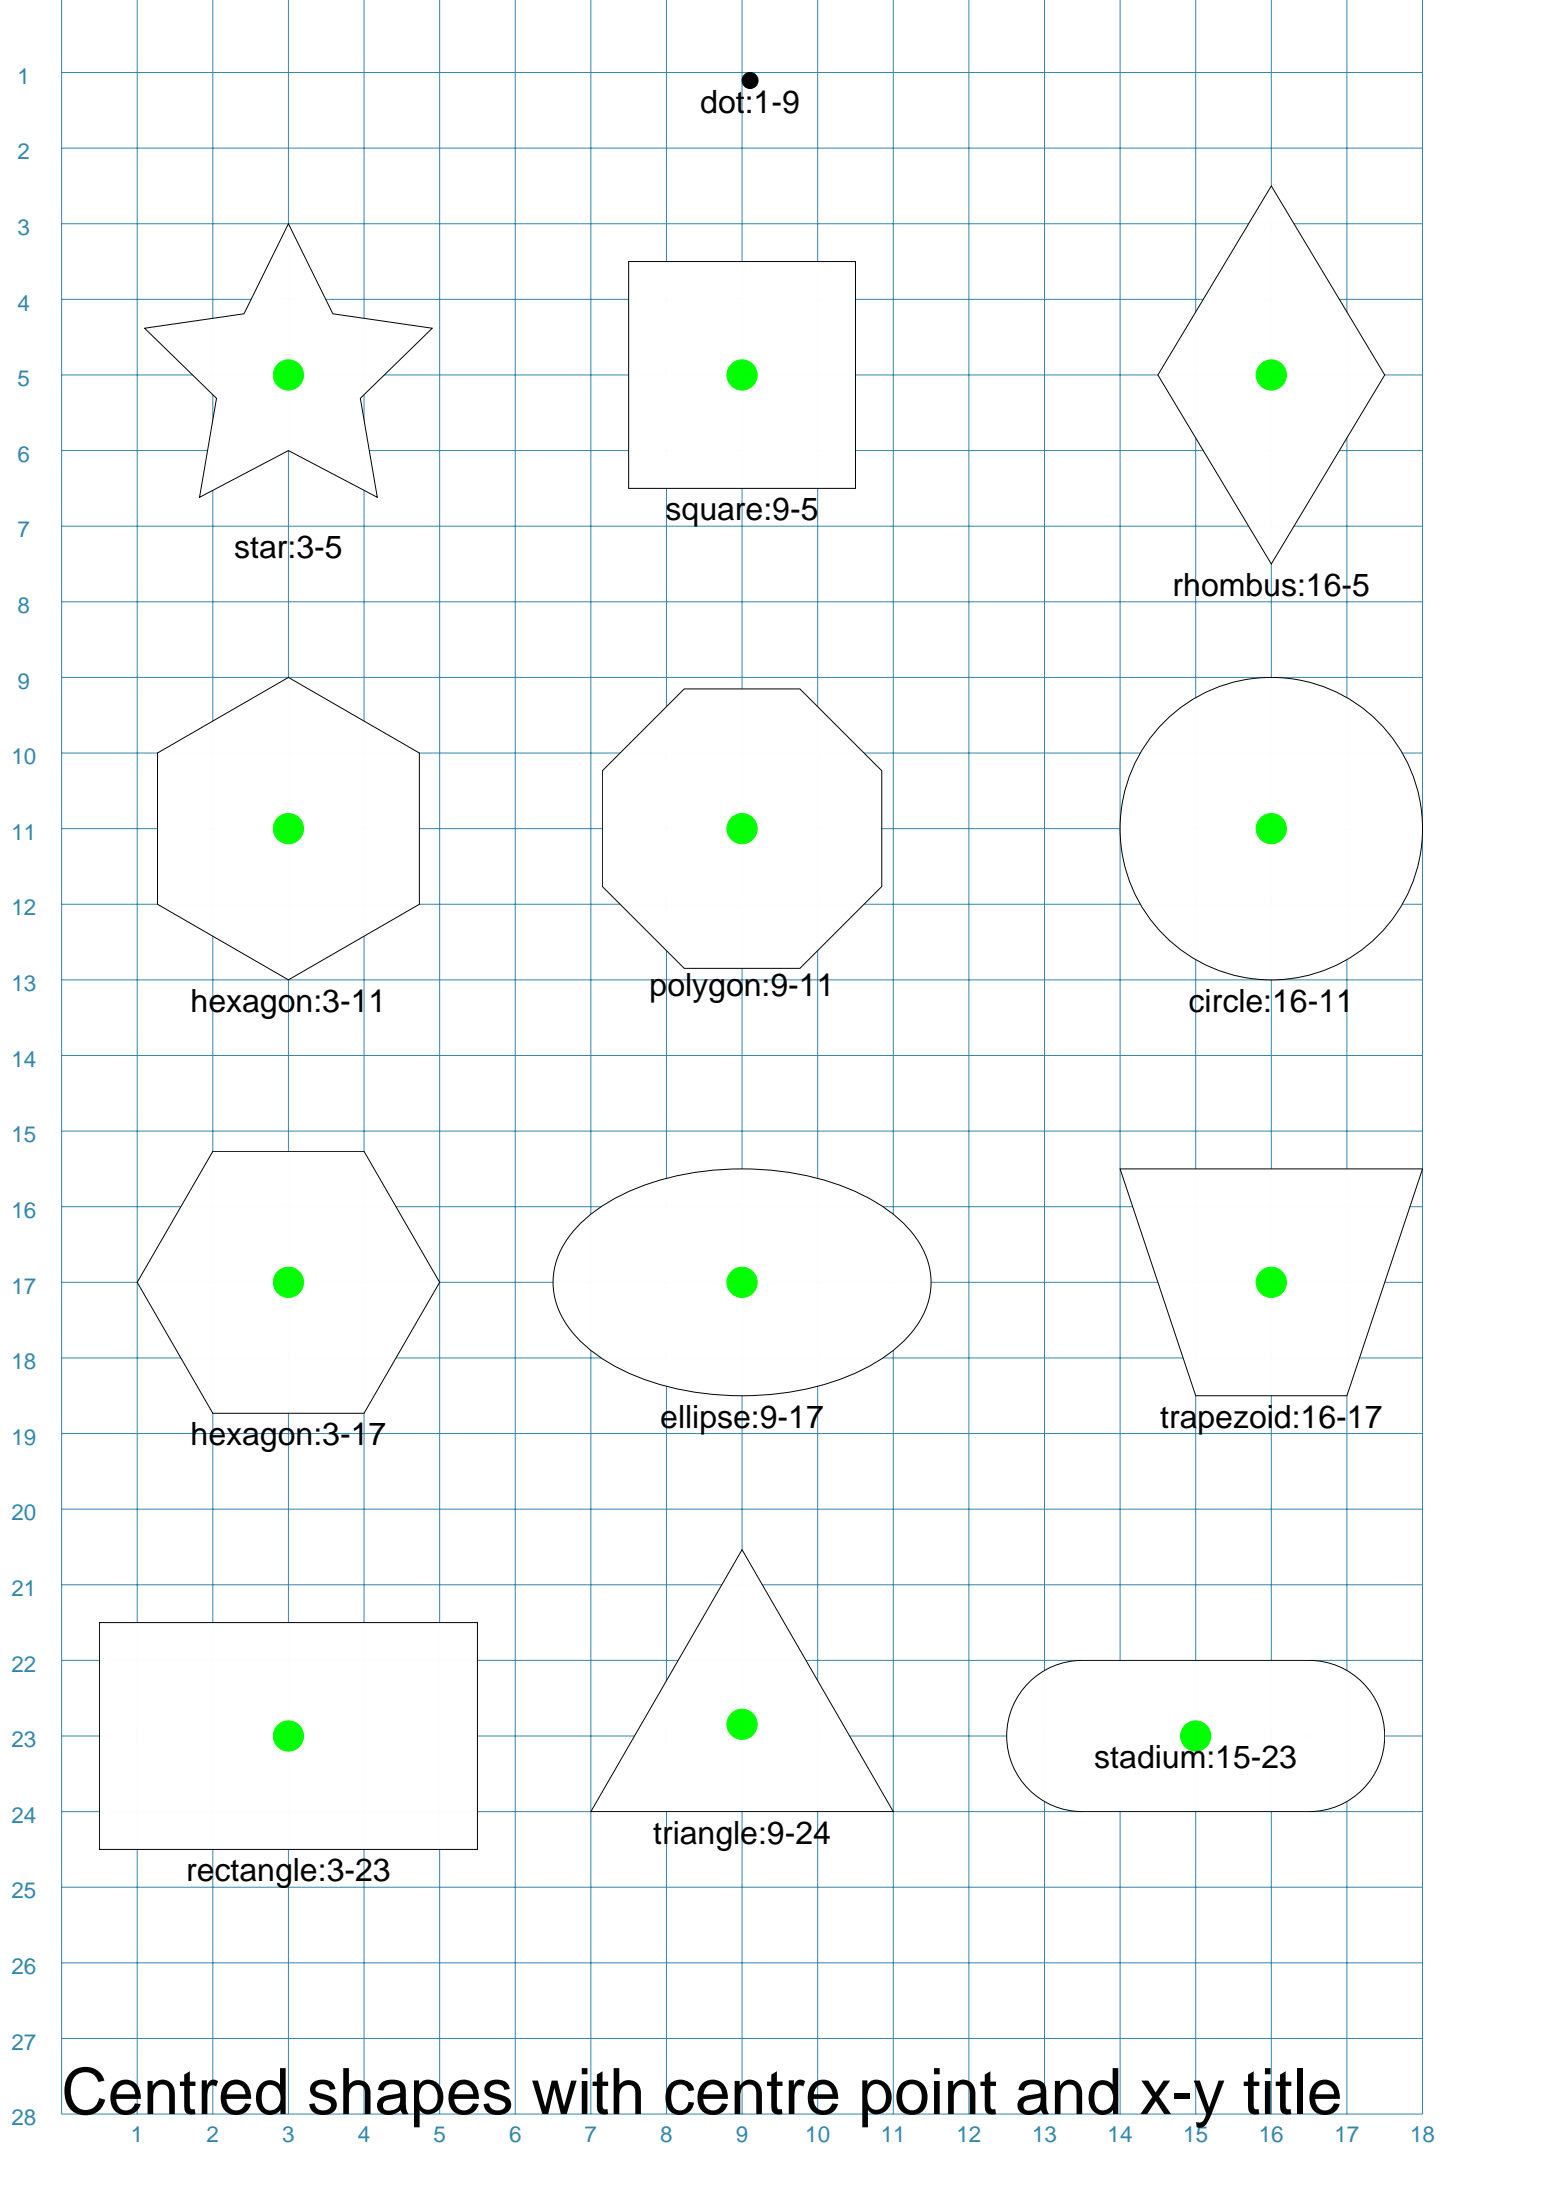 1
dot:1-9
2
3
4
5
6
square:9-5
7
star:3-5
rhombus:16-5
8
9
10
11
12
polygon:9-11
13
hexagon:3-11
circle:16-11
14
15
16
17
18
ellipse:9-17
trapezoid:16-17
19
hexagon:3-17
20
21
22
23
stadium:15-23
24
triangle:9-24
rectangle:3-23
25
26
27
Centred shapes with centre point and x-y title
28
1 2 3 4 5 6 7 8 9 10 11 12 13 14 15 16 17 18